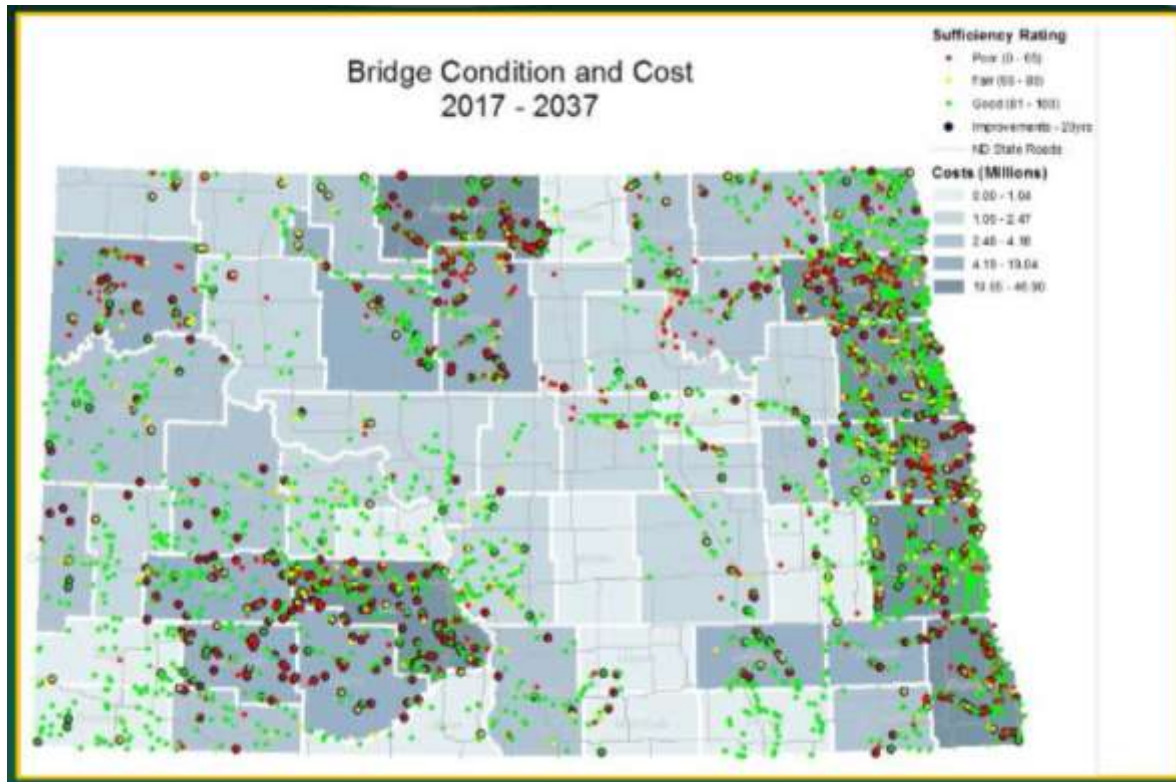 Bridge Condition and Cost
2017 - 2037
Sufficiency Rating
Poor (0 - 65)
Fair (66 - 80)
Good (81 - 100)
Improvements - 20yrs
ND State Roads
Costs (Millions)
0.00 - 1.04
1.05 - 2.47
2.48 - 4.18
4.19 - 19.04
19.05 - 46.90